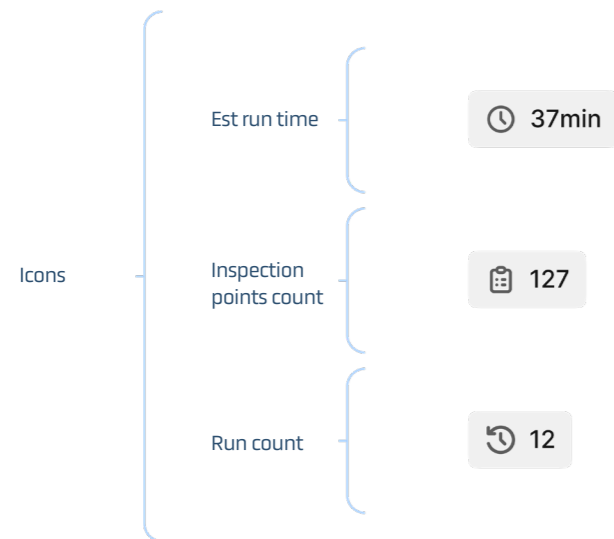 Icons
Est run time
37min
Inspection
points count
127
Run count
12